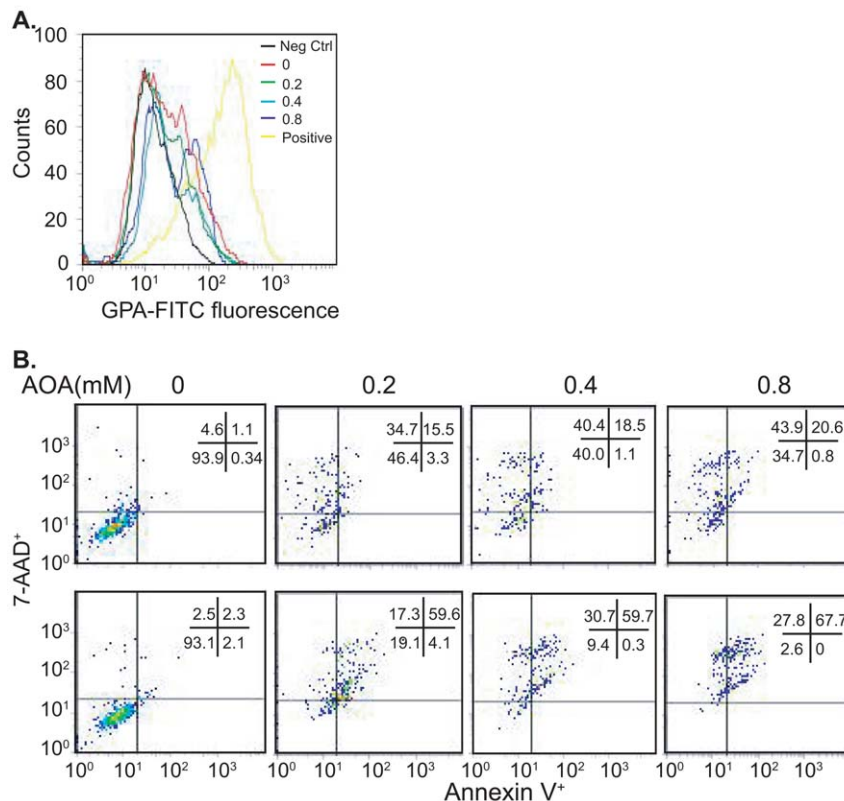 A.
100
80
60
40
20
0
Counts
Neg Ctrl
0
0.2
0.4
0.8
Positive
10⁰ 10¹ 10² 10³
GPA-FITC fluorescence
B.
AOA(mM) 0 0.2 0.4 0.8
4.6 1.1 34.7 15.5 40.4 18.5 43.9 20.6
93.9 0.34 46.4 3.3 40.0 1.1 34.7 0.8
10³
10²
10¹
10⁰
7-AAD⁺
2.5 2.3 17.3 59.6 30.7 59.7 27.8 67.7
93.1 2.1 19.1 4.1 9.4 0.3 2.6 0
10³
10²
10¹
10⁰
10¹ 10² 10³ 10¹ 10² 10³ 10¹ 10² 10³ 10¹ 10² 10³
Annexin V⁺